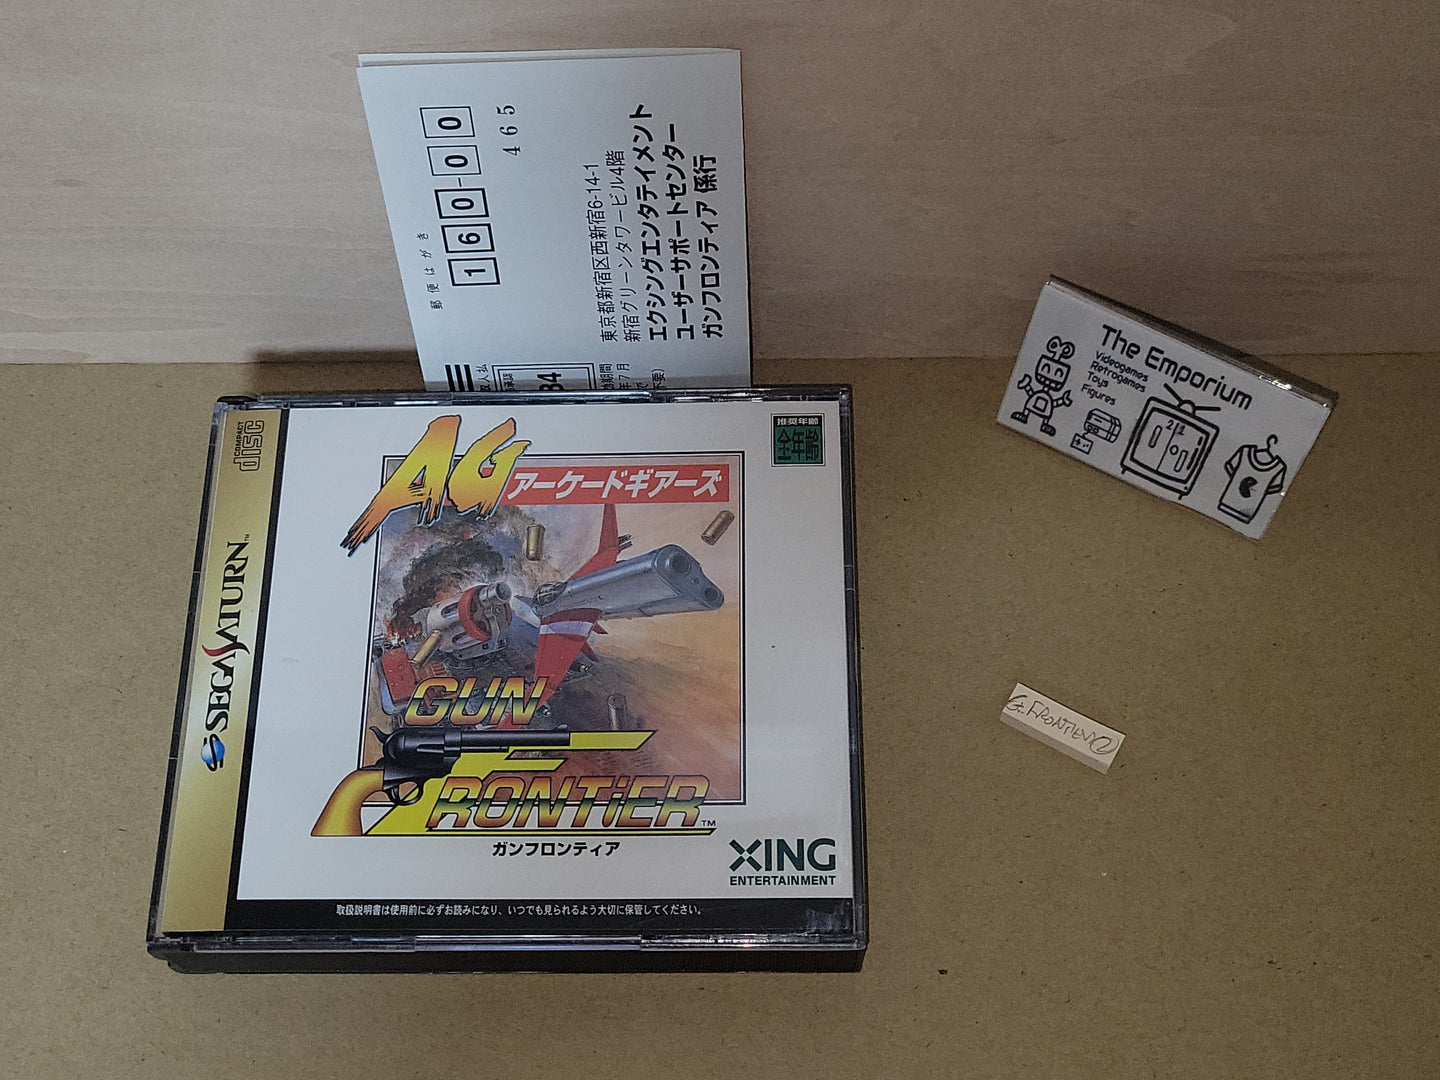 郵便はがき
160-00
465
東京都新宿区西新宿6-14-1
新宿グリーンタワービル4階
エクシングエンタテイメント
ユーザーサポートセンター
ガンフロンティア 係行
84
COMPACT
disc
SEGA SATURN™
AG
アーケードギアーズ
推奨年齢
GUN
FRONTiER™
ガンフロンティア
XING
ENTERTAINMENT
取扱説明書は使用前に必ずお読みになり、いつでも見られるよう大切に保管してください。
The Emporium
Videogames
Retrogames
Toys
Figures
G.FRONTIER②